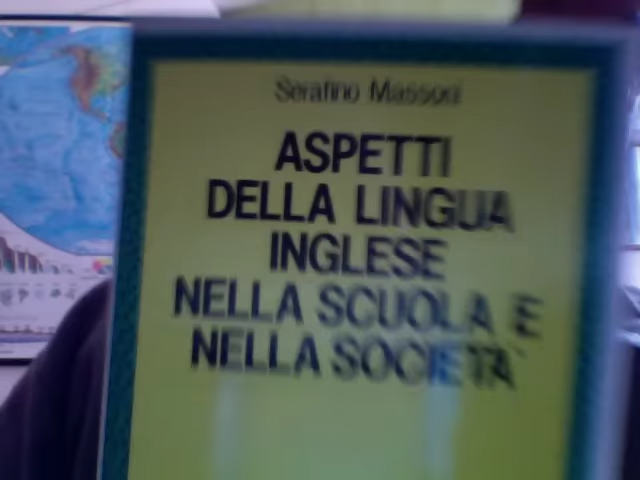 Serafino Massoni
ASPETTI
DELLA LINGUA
INGLESE
NELLA SCUOLA E
NELLA SOCIETÀ